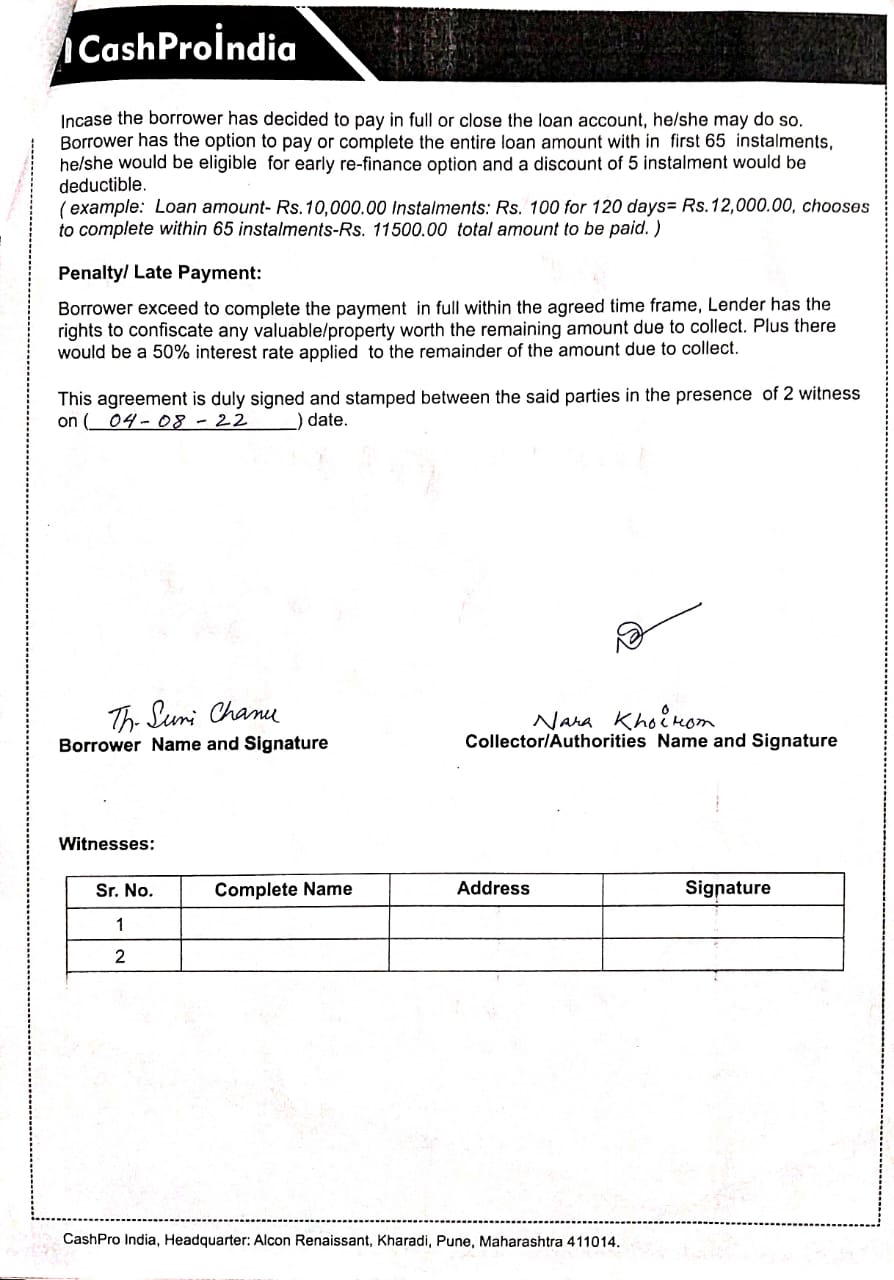 CashProIndia
Incase the borrower has decided to pay in full or close the loan account, he/she may do so.
Borrower has the option to pay or complete the entire loan amount with in first 65 instalments,
he/she would be eligible for early re-finance option and a discount of 5 instalment would be
deductible.
( example: Loan amount- Rs.10,000.00 Instalments: Rs. 100 for 120 days= Rs.12,000.00, chooses
to complete within 65 instalments-Rs. 11500.00 total amount to be paid. )
Penalty/ Late Payment:
Borrower exceed to complete the payment in full within the agreed time frame, Lender has the
rights to confiscate any valuable/property worth the remaining amount due to collect. Plus there
would be a 50% interest rate applied to the remainder of the amount due to collect.
This agreement is duly signed and stamped between the said parties in the presence of 2 witness
on ( 04-08-22 ) date.
Th. Suni Chanu Nara Khoirom
Borrower Name and Signature Collector/Authorities Name and Signature
Witnesses:
Sr. No. Complete Name Address Signature
1
2
CashPro India, Headquarter: Alcon Renaissant, Kharadi, Pune, Maharashtra 411014.